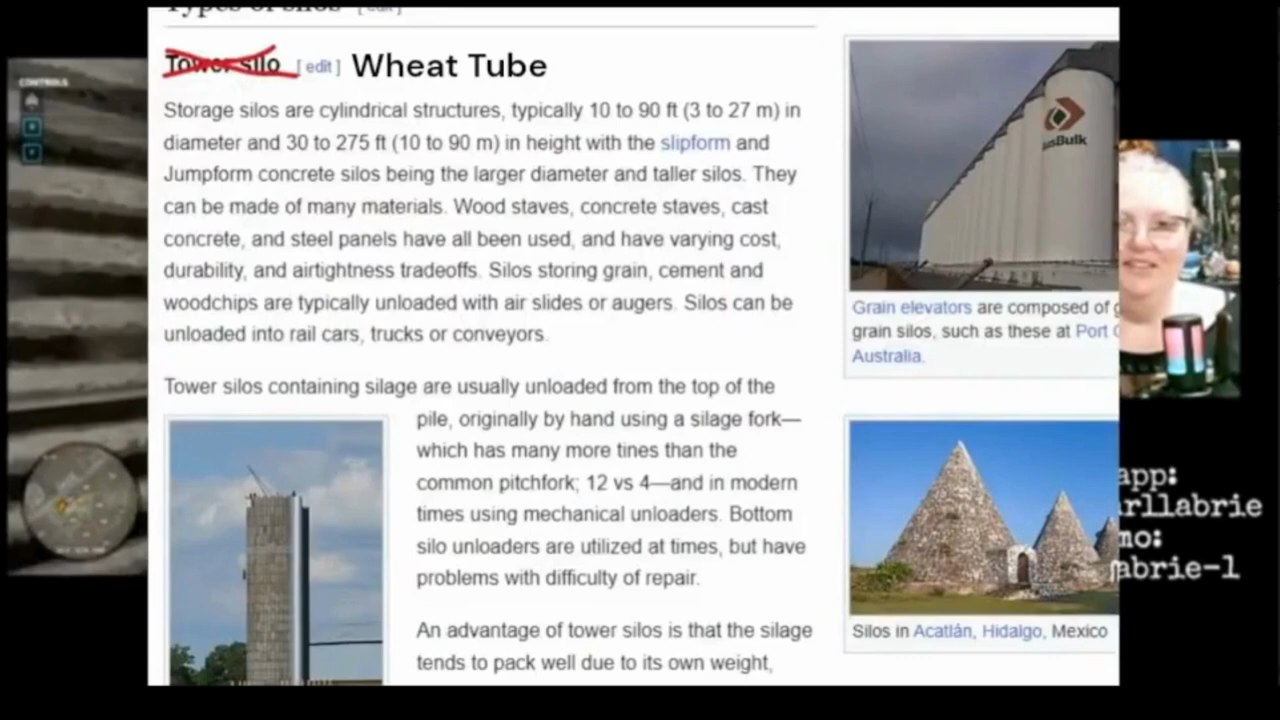 Types of silos [edit]
Tower silo [ edit ] Wheat Tube
Storage silos are cylindrical structures, typically 10 to 90 ft (3 to 27 m) in
diameter and 30 to 275 ft (10 to 90 m) in height with the slipform and
Jumpform concrete silos being the larger diameter and taller silos. They
can be made of many materials. Wood staves, concrete staves, cast
concrete, and steel panels have all been used, and have varying cost,
durability, and airtightness tradeoffs. Silos storing grain, cement and
woodchips are typically unloaded with air slides or augers. Silos can be
unloaded into rail cars, trucks or conveyors.
Tower silos containing silage are usually unloaded from the top of the
pile, originally by hand using a silage fork—
which has many more tines than the
common pitchfork; 12 vs 4—and in modern
times using mechanical unloaders. Bottom
silo unloaders are utilized at times, but have
problems with difficulty of repair.
An advantage of tower silos is that the silage
tends to pack well due to its own weight,
Grain elevators are composed of g
grain silos, such as these at Port
Australia.
Silos in Acatlán, Hidalgo, Mexico
CONTROLS
app:
arllabrie
mo:
abrie-l